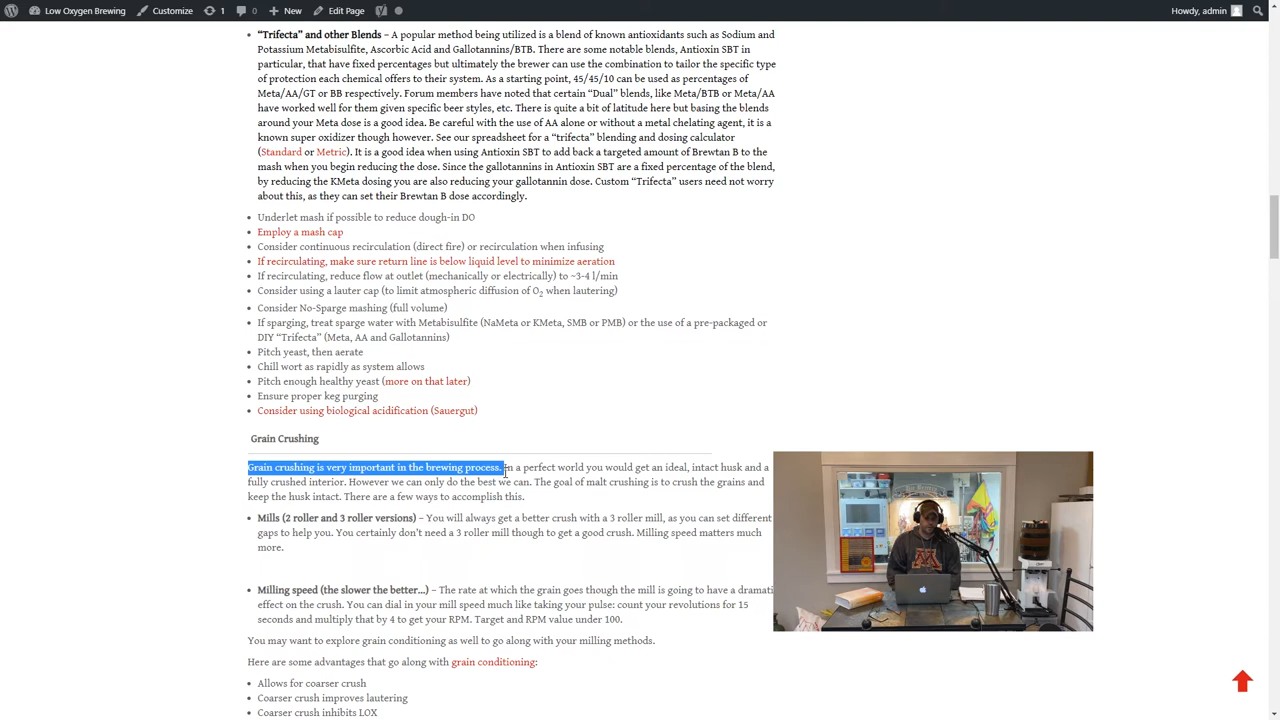 Low Oxygen Brewing Customize 1 0 New Edit Page Howdy, admin
• “Trifecta” and other Blends – A popular method being utilized is a blend of known antioxidants such as Sodium and
Potassium Metabisulfite, Ascorbic Acid and Gallotannins/BTB. There are some notable blends, Antioxin SBT in
particular, that have fixed percentages but ultimately the brewer can use the combination to tailor the specific type
of protection each chemical offers to their system. As a starting point, 45/45/10 can be used as percentages of
Meta/AA/GT or BB respectively. Forum members have noted that certain “Dual” blends, like Meta/BTB or Meta/AA
have worked well for them given specific beer styles, etc. There is quite a bit of latitude here but basing the blends
around your Meta dose is a good idea. Be careful with the use of AA alone or without a metal chelating agent, it is a
known super oxidizer though however. See our spreadsheet for a “trifecta” blending and dosing calculator
(Standard or Metric). It is a good idea when using Antioxin SBT to add back a targeted amount of Brewtan B to the
mash when you begin reducing the dose. Since the gallotannins in Antioxin SBT are a fixed percentage of the blend,
by reducing the KMeta dosing you are also reducing your gallotannin dose. Custom “Trifecta” users need not worry
about this, as they can set their Brewtan B dose accordingly.
• Underlet mash if possible to reduce dough-in DO
• Employ a mash cap
• Consider continuous recirculation (direct fire) or recirculation when infusing
• If recirculating, make sure return line is below liquid level to minimize aeration
• If recirculating, reduce flow at outlet (mechanically or electrically) to ~3-4 l/min
• Consider using a lauter cap (to limit atmospheric diffusion of O2 when lautering)
• Consider No-Sparge mashing (full volume)
• If sparging, treat sparge water with Metabisulfite (NaMeta or KMeta, SMB or PMB) or the use of a pre-packaged or
DIY “Trifecta” (Meta, AA and Gallotannins)
• Pitch yeast, then aerate
• Chill wort as rapidly as system allows
• Pitch enough healthy yeast (more on that later)
• Ensure proper keg purging
• Consider using biological acidification (Sauergut)
Grain Crushing
Grain crushing is very important in the brewing process. In a perfect world you would get an ideal, intact husk and a
fully crushed interior. However we can only do the best we can. The goal of malt crushing is to crush the grains and
keep the husk intact. There are a few ways to accomplish this.
• Mills (2 roller and 3 roller versions) – You will always get a better crush with a 3 roller mill, as you can set different
gaps to help you. You certainly don’t need a 3 roller mill though to get a good crush. Milling speed matters much
more.
• Milling speed (the slower the better…) – The rate at which the grain goes though the mill is going to have a dramati
effect on the crush. You can dial in your mill speed much like taking your pulse: count your revolutions for 15
seconds and multiply that by 4 to get your RPM. Target and RPM value under 100.
You may want to explore grain conditioning as well to go along with your milling methods.
Here are some advantages that go along with grain conditioning:
• Allows for coarser crush
• Coarser crush improves lautering
• Coarser crush inhibits LOX